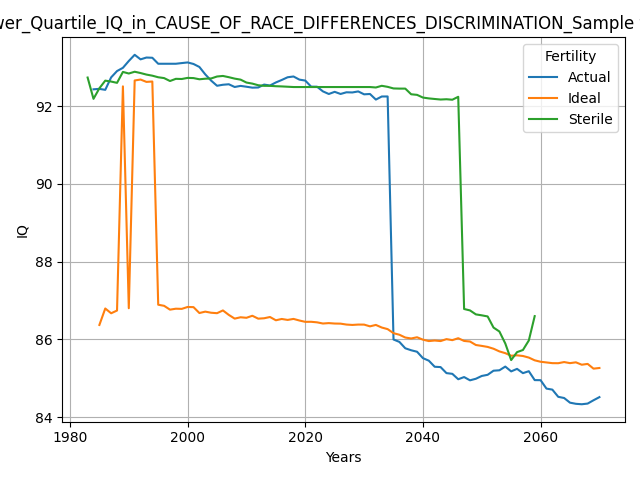 wer_Quartile_IQ_in_CAUSE_OF_RACE_DIFFERENCES_DISCRIMINATION_Sample
Fertility
Actual
Ideal
Sterile
IQ
92
90
88
86
84
1980
2000
2020
2040
2060
Years